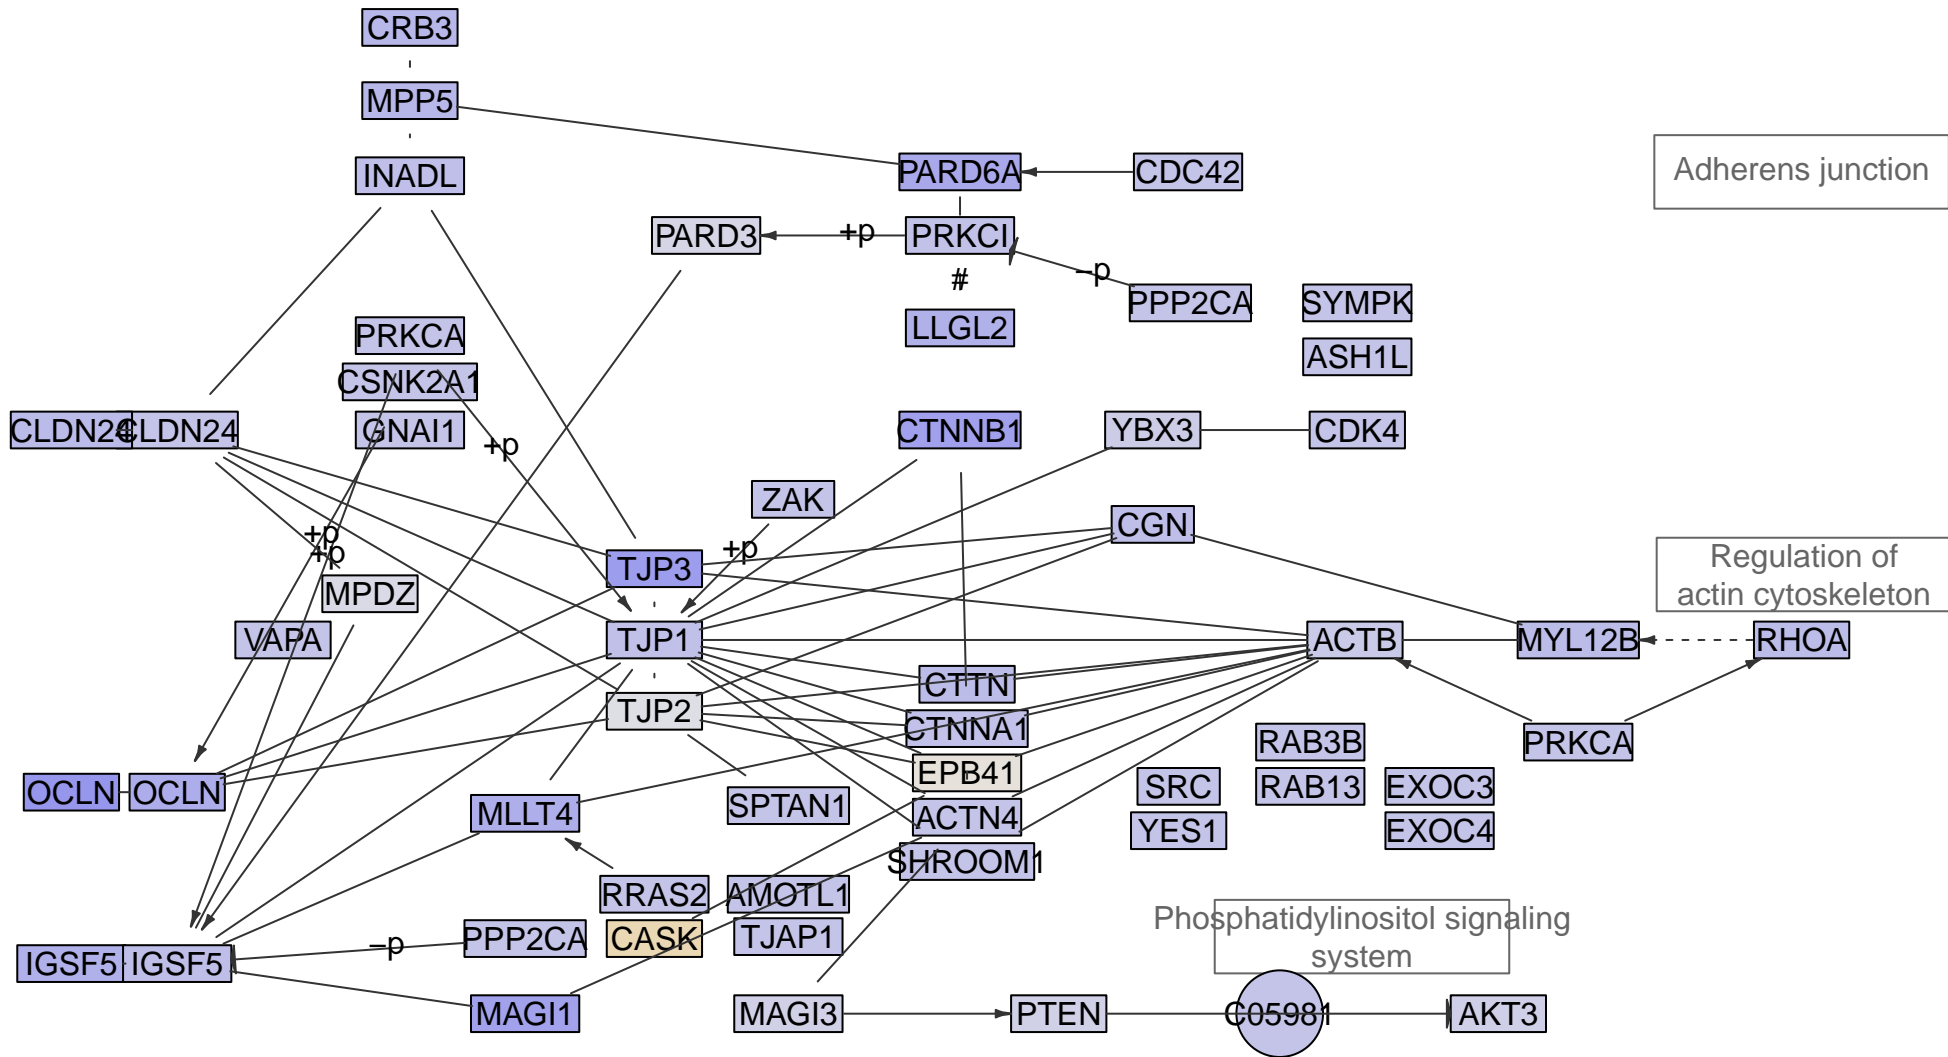 CRB3
MPP5
INADL
PARD6A
CDC42
Adherens junction
PARD3
+p
PRKCI
−p
#
PPP2CA
SYMPK
LLGL2
PRKCA
ASH1L
CSNK2A1
CLDN24
CLDN24
GNAI1
+p
CTNNB1
YBX3
CDK4
ZAK
CGN
+p
+p
+p
TJP3
Regulation of
actin cytoskeleton
MPDZ
VAPA
TJP1
ACTB
MYL12B
RHOA
CTTN
TJP2
CTNNA1
RAB3B
PRKCA
EPB41
OCLN
OCLN
SRC
RAB13
EXOC3
MLLT4
SPTAN1
ACTN4
YES1
EXOC4
SHROOM1
RRAS2
AMOTL1
Phosphatidylinositol signaling
system
PPP2CA
CASK
TJAP1
−p
IGSF5
IGSF5
MAGI1
MAGI3
PTEN
C05981
AKT3